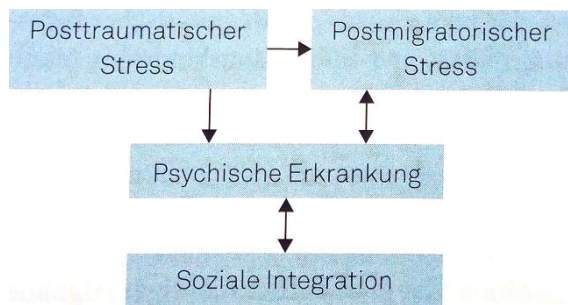 Posttraumatischer
Stress
Postmigratorischer
Stress
Psychische Erkrankung
Soziale Integration